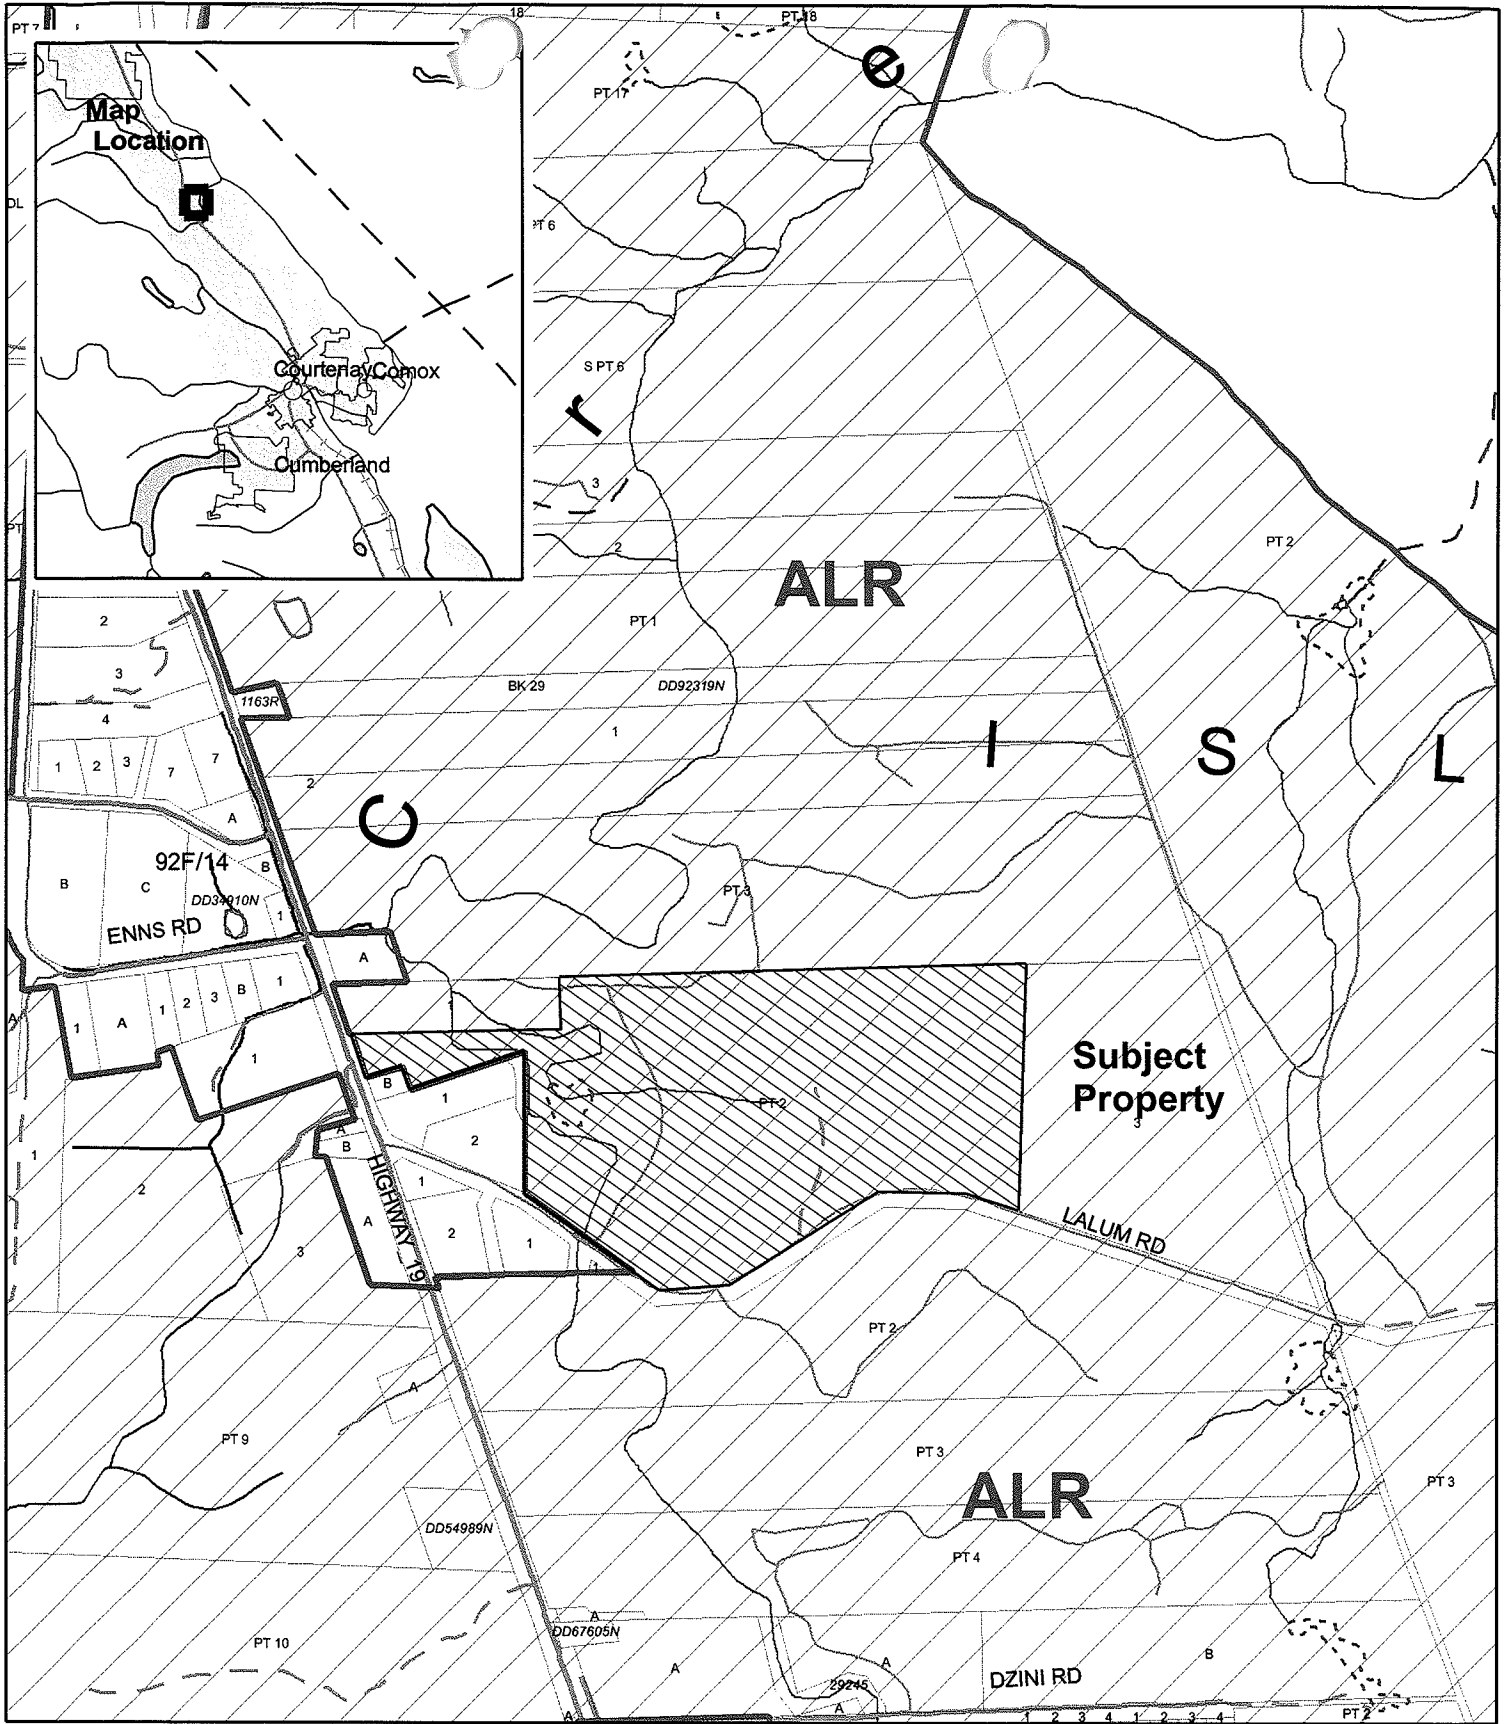 PT 7
18
PT 18
e
Map
Location
PT 17
DL
PT 6
S PT 6
r
Courtenay
Comox
Cumberland
3
PT
2
PT 2
ALR
2
PT 1
3
BK 29
DD92319N
1163R
4
1
I
S
L
1
2
3
7
7
2
C
A
92F/14
B
B
C
DD34910N
PT 3
1
ENNS RD
A
1
A
1
2
3
B
1
A
1
Subject
Property
B
1
PT 2
3
A
B
2
1
2
HIGHWAY_19
1
A
2
1
3
1
LALUM RD
PT 2
A
PT 9
PT 3
ALR
PT 3
DD54989N
PT 4
A
DD67605N
PT 10
A
A
B
DZINI RD
29245
A
A
1
2
3
4
1
2
3
4
PT 2